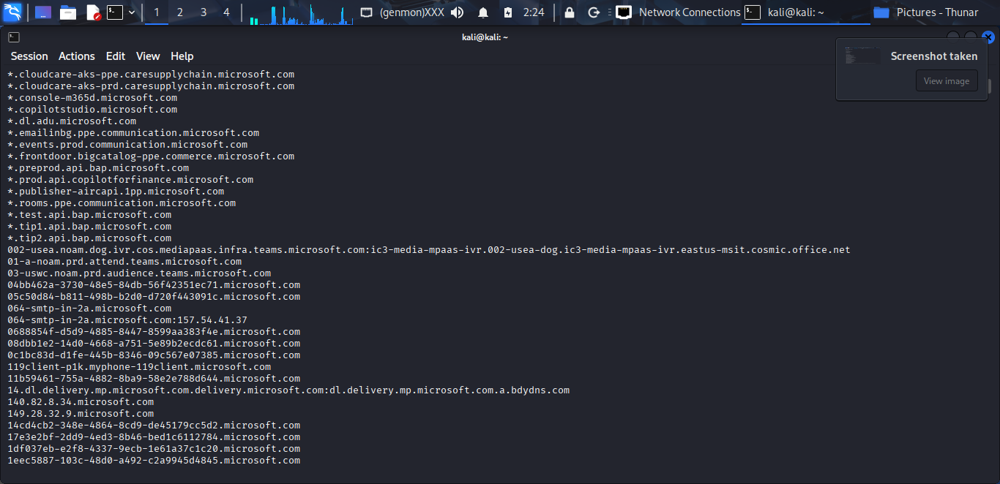 1 2 3 4 (genmon)XXX 2:24 Network Connections kali@kali: ~ Pictures - Thunar
kali@kali: ~
Session Actions Edit View Help
Screenshot taken
View image
*.cloudcare-aks-ppe.caresupplychain.microsoft.com
*.cloudcare-aks-prd.caresupplychain.microsoft.com
*.console-m365d.microsoft.com
*.copilotstudio.microsoft.com
*.dl.adu.microsoft.com
*.emailinbg.ppe.communication.microsoft.com
*.events.prod.communication.microsoft.com
*.frontdoor.bigcatalog-ppe.commerce.microsoft.com
*.preprod.api.bap.microsoft.com
*.prod.api.copilotforfinance.microsoft.com
*.publisher-aircapi.1pp.microsoft.com
*.rooms.ppe.communication.microsoft.com
*.test.api.bap.microsoft.com
*.tip1.api.bap.microsoft.com
*.tip2.api.bap.microsoft.com
002-usea.noam.dog.ivr.cos.mediapaas.infra.teams.microsoft.com:ic3-media-mpaas-ivr.002-usea-dog.ic3-media-mpaas-ivr.eastus-msit.cosmic.office.net
01-a-noam.prd.attend.teams.microsoft.com
03-uswc.noam.prd.audience.teams.microsoft.com
04bb462a-3730-48e5-84db-56f42351ec71.microsoft.com
05c50d84-b811-498b-b2d0-d720f443091c.microsoft.com
064-smtp-in-2a.microsoft.com
064-smtp-in-2a.microsoft.com:157.54.41.37
0688854f-d5d9-4885-8447-8599aa383f4e.microsoft.com
08dbb1e2-14d0-4668-a751-5e89b2ecdc61.microsoft.com
0c1bc83d-d1fe-445b-8346-09c567e07385.microsoft.com
119client-p1k.myphone-119client.microsoft.com
11b59461-755a-4882-8ba9-58e2e788d644.microsoft.com
14.dl.delivery.mp.microsoft.com.delivery.microsoft.com:dl.delivery.mp.microsoft.com.a.bdydns.com
140.82.8.34.microsoft.com
149.28.32.9.microsoft.com
14cd4cb2-348e-4864-8cd9-de45179cc5d2.microsoft.com
17e3e2bf-2dd9-4ed3-8b46-bed1c6112784.microsoft.com
1df037eb-e2f8-4337-9ecb-1e61a37c1c20.microsoft.com
1eec5887-103c-48d0-a492-c2a9945d4845.microsoft.com